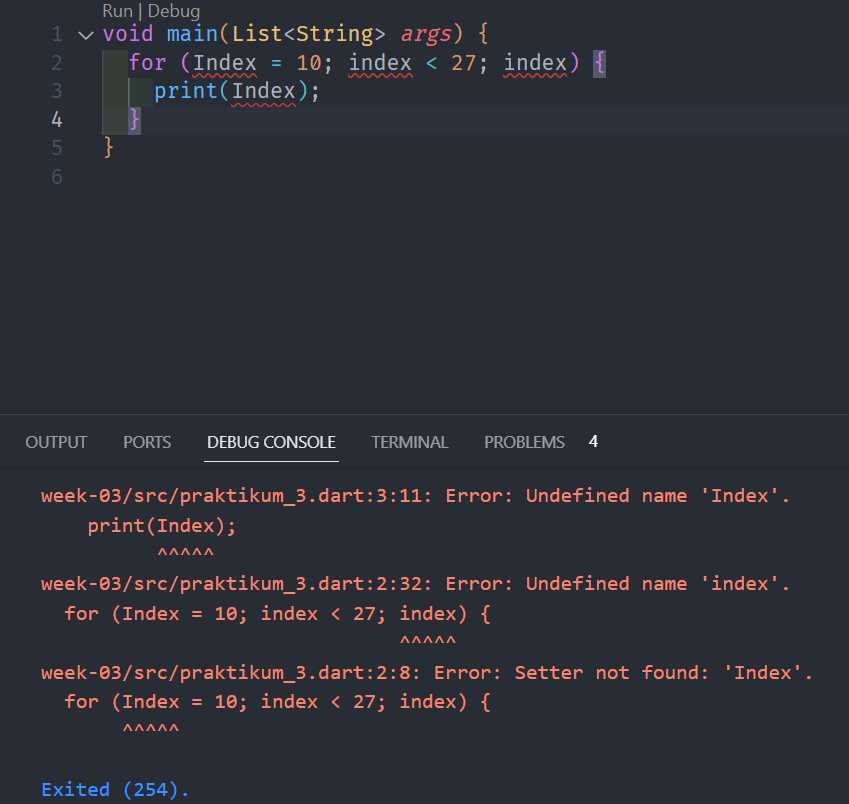 Run | Debug
1 void main(List<String> args) {
2 for (Index = 10; index < 27; index) {
3 print(Index);
4 }
5 }
6
OUTPUT PORTS DEBUG CONSOLE TERMINAL PROBLEMS 4
week-03/src/praktikum_3.dart:3:11: Error: Undefined name 'Index'.
print(Index);
^^^^^
week-03/src/praktikum_3.dart:2:32: Error: Undefined name 'index'.
for (Index = 10; index < 27; index) {
^^^^^
week-03/src/praktikum_3.dart:2:8: Error: Setter not found: 'Index'.
for (Index = 10; index < 27; index) {
^^^^^
Exited (254).